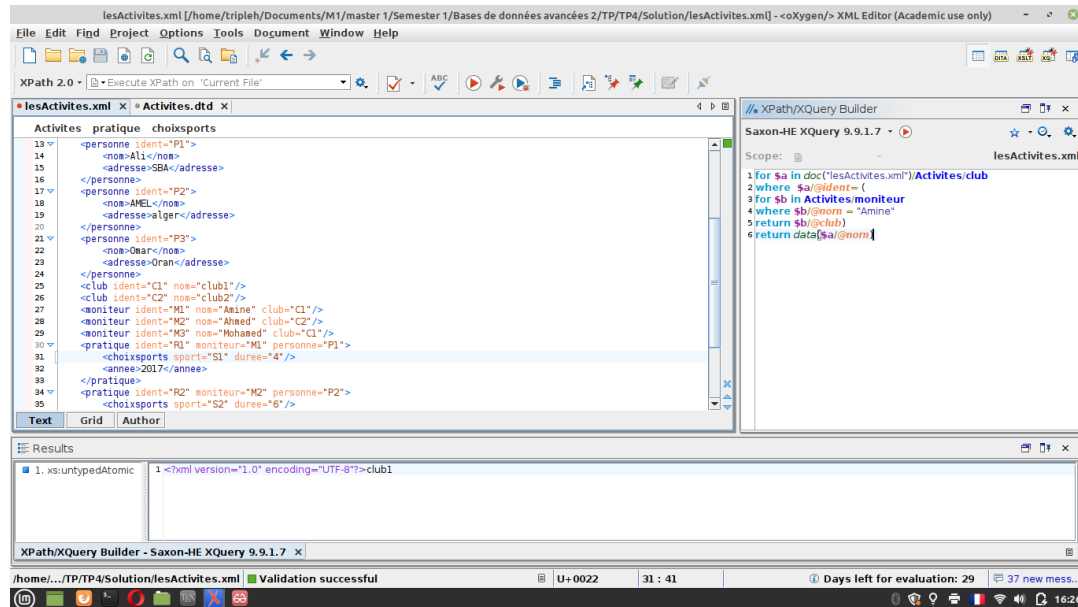 lesActivites.xml [/home/tripleh/Documents/M1/master 1/Semester 1/Bases de données avancées 2/TP/TP4/Solution/lesActivites.xml] - <oXygen/> XML Editor (Academic use only)
File Edit Find Project Options Tools Document Window Help
DITA XSLT XQ
XPath 2.0 Execute XPath on 'Current File' ABC
lesActivites.xml × Activites.dtd ×
Activites pratique choixsports
13 <personne ident="P1">
14 <nom>Ali</nom>
15 <adresse>SBA</adresse>
16 </personne>
17 <personne ident="P2">
18 <nom>AMEL</nom>
19 <adresse>alger</adresse>
20 </personne>
21 <personne ident="P3">
22 <nom>Omar</nom>
23 <adresse>Oran</adresse>
24 </personne>
25 <club ident="C1" nom="club1"/>
26 <club ident="C2" nom="club2"/>
27 <moniteur ident="M1" nom="Amine" club="C1"/>
28 <moniteur ident="M2" nom="Ahmed" club="C2"/>
29 <moniteur ident="M3" nom="Mohamed" club="C1"/>
30 <pratique ident="R1" moniteur="M1" personne="P1">
31 <choixsports sport="S1" duree="4"/>
32 <annee>2017</annee>
33 </pratique>
34 <pratique ident="R2" moniteur="M2" personne="P2">
35 <choixsports sport="S2" duree="6"/>
Text Grid Author
XPath/XQuery Builder
Saxon-HE XQuery 9.9.1.7
Scope: lesActivites.xml
1 for $a in doc("lesActivites.xml")/Activites/club
2 where $a/@ident= (
3 for $b in Activites/moniteur
4 where $b/@nom = "Amine"
5 return $b/@club)
6 return data($a/@nom)
Results
1. xs:untypedAtomic
1 <?xml version="1.0" encoding="UTF-8"?>club1
XPath/XQuery Builder - Saxon-HE XQuery 9.9.1.7 ×
/home/.../TP/TP4/Solution/lesActivites.xml Validation successful U+0022 31 : 41 Days left for evaluation: 29 37 new mess...
TEX 16:26